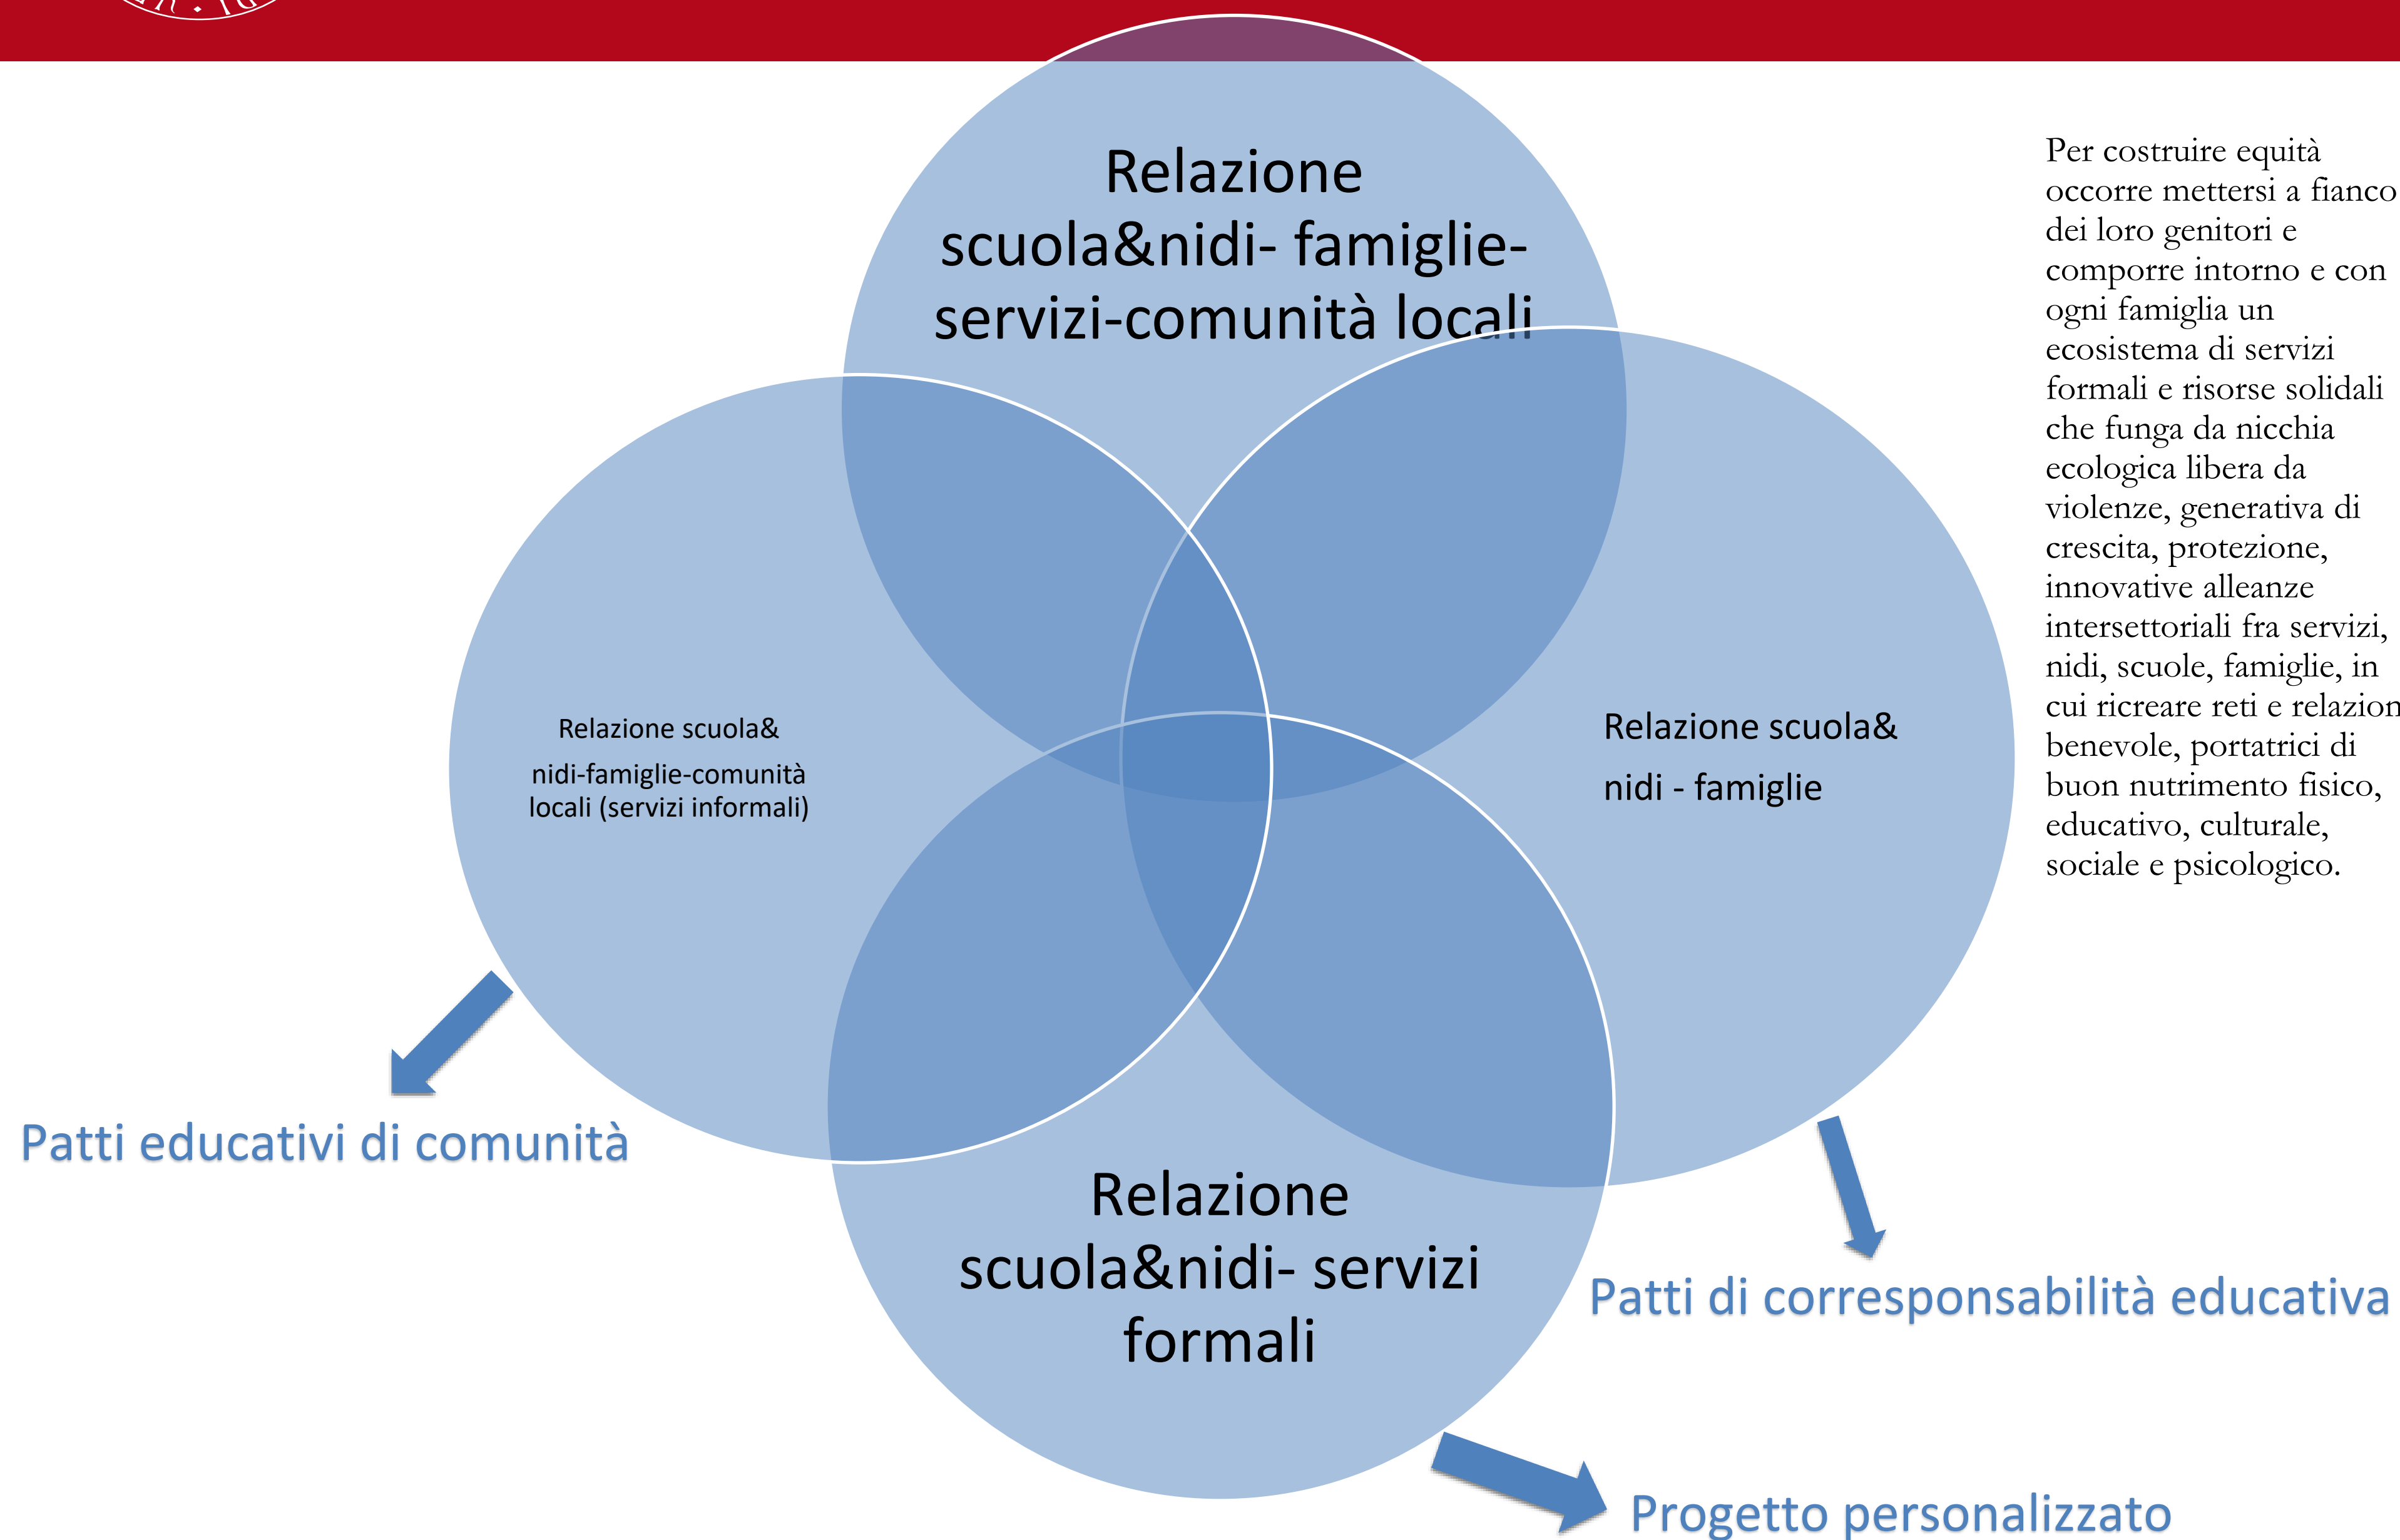 Relazione
scuola&nidi- famiglie-
servizi-comunità locali
Per costruire equità
occorre mettersi a fianco
dei loro genitori e
comporre intorno e con
ogni famiglia un
ecosistema di servizi
formali e risorse solidali
che funga da nicchia
ecologica libera da
violenze, generativa di
crescita, protezione,
innovative alleanze
intersettoriali fra servizi,
nidi, scuole, famiglie, in
cui ricreare reti e relazion
benevole, portatrici di
buon nutrimento fisico,
educativo, culturale,
sociale e psicologico.
Relazione scuola&
nidi-famiglie-comunità
locali (servizi informali)
Relazione scuola&
nidi - famiglie
Patti educativi di comunità
Relazione
scuola&nidi- servizi
formali
Patti di corresponsabilità educativa
Progetto personalizzato